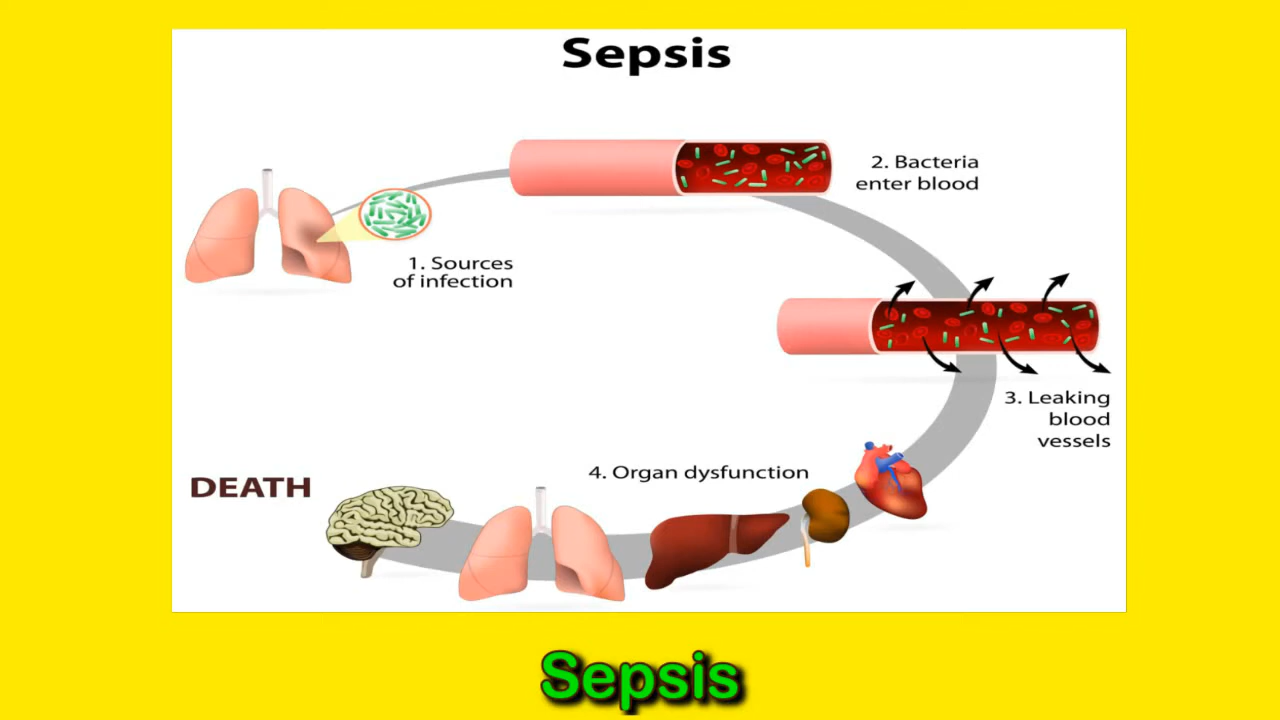 Sepsis
2. Bacteria
enter blood
1. Sources
of infection
3. Leaking
blood
vessels
4. Organ dysfunction
DEATH
Sepsis